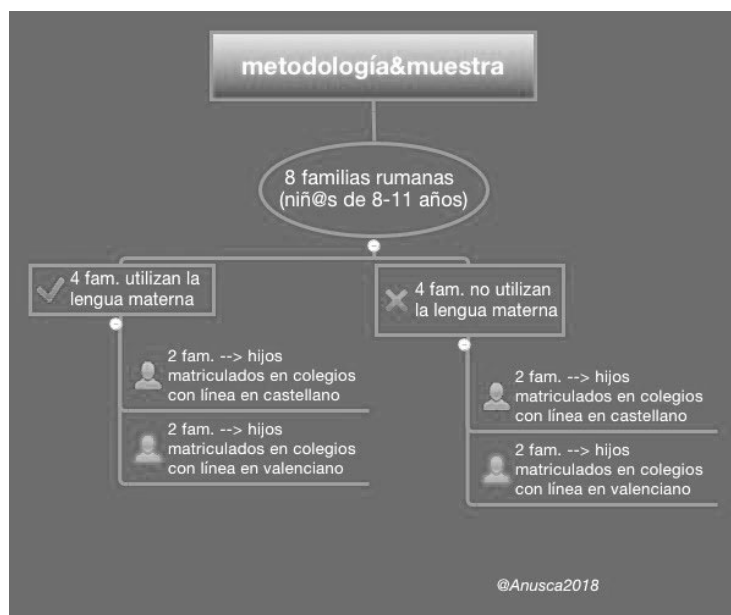 metodología&muestra
8 familias rumanas
(niñ@s de 8-11 años)
4 fam. utilizan la
lengua materna
2 fam. --> hijos
matriculados en colegios
con línea en castellano
2 fam. --> hijos
matriculados en colegios
con línea en valenciano
4 fam. no utilizan
la lengua materna
2 fam. --> hijos
matriculados en colegios
con línea en castellano
2 fam. --> hijos
matriculados en colegios
con línea en valenciano
@Anusca2018